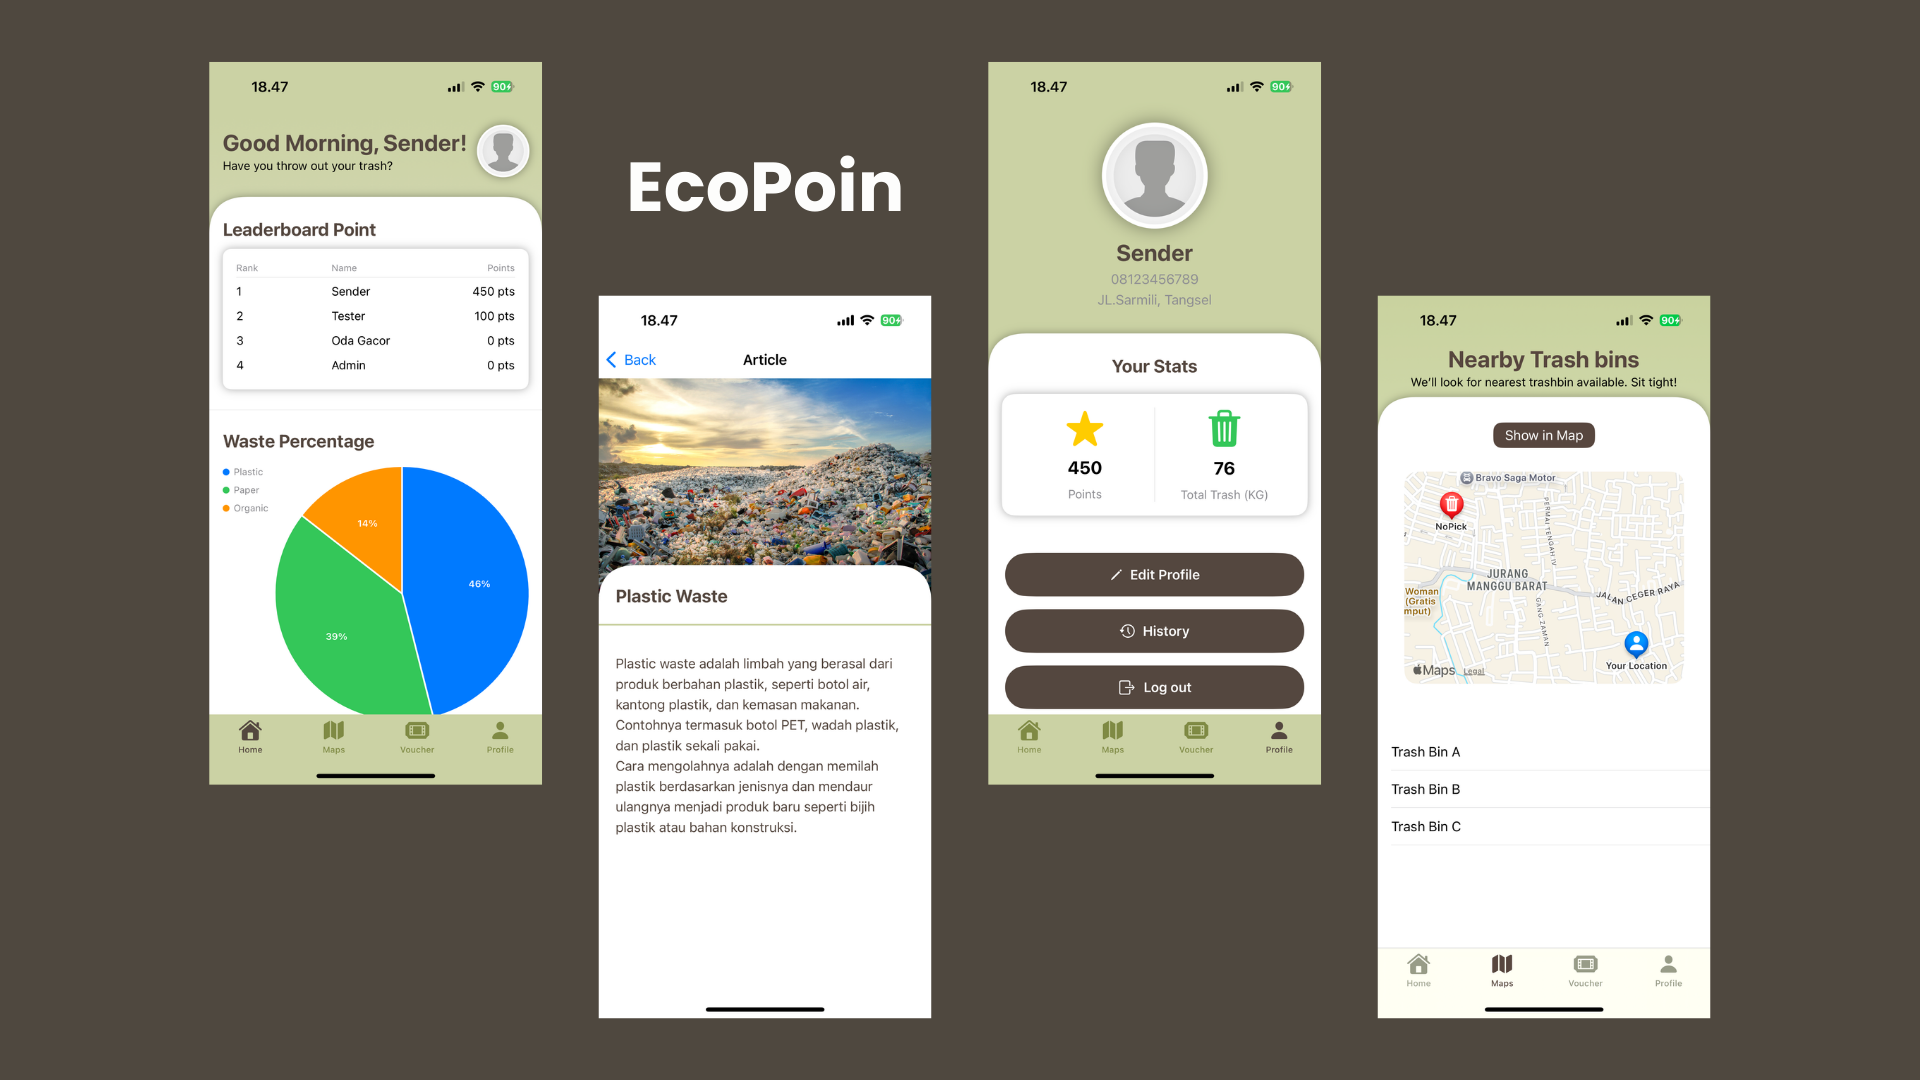 18.47
90
Good Morning, Sender!
Have you throw out your trash?
Leaderboard Point
Rank Name Points
1 Sender 450 pts
2 Tester 100 pts
3 Oda Gacor 0 pts
4 Admin 0 pts
Waste Percentage
Plastic
Paper
Organic
14%
46%
39%
Home Maps Voucher Profile
EcoPoin
18.47
90
Back Article
Plastic Waste
Plastic waste adalah limbah yang berasal dari
produk berbahan plastik, seperti botol air,
kantong plastik, dan kemasan makanan.
Contohnya termasuk botol PET, wadah plastik,
dan plastik sekali pakai.
Cara mengolahnya adalah dengan memilah
plastik berdasarkan jenisnya dan mendaur
ulangnya menjadi produk baru seperti bijih
plastik atau bahan konstruksi.
18.47
90
Sender
08123456789
JL.Sarmili, Tangsel
Your Stats
450 76
Points Total Trash (KG)
Edit Profile
History
Log out
Home Maps Voucher Profile
18.47
90
Nearby Trash bins
We'll look for nearest trashbin available. Sit tight!
Show in Map
Bravo Saga Motor
NoPick
PERMAI TENGAH IV
JURANG
MANGGU BARAT
JALAN CEGER RAYA
Woman
(Gratis
mput)
GANG ZAMAN
Your Location
Maps Legal
Trash Bin A
Trash Bin B
Trash Bin C
Home Maps Voucher Profile